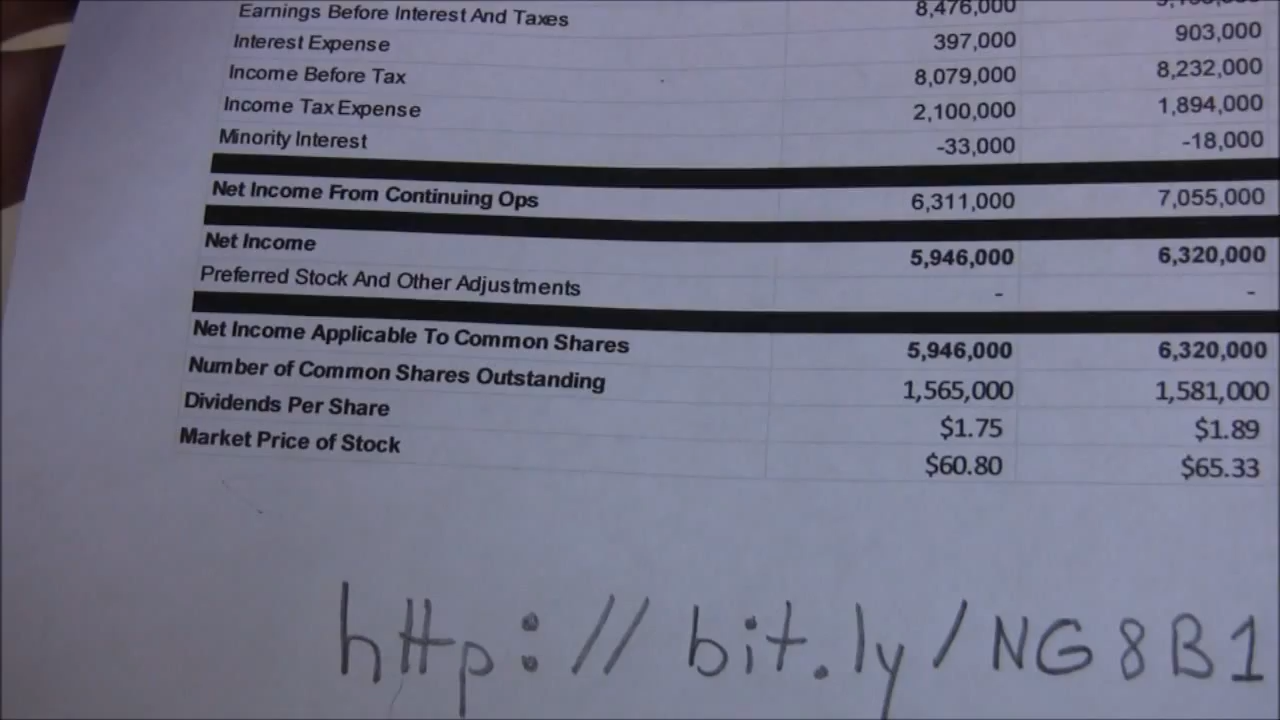 Earnings Before Interest And Taxes 8,476,000
Interest Expense 397,000 903,000
Income Before Tax 8,079,000 8,232,000
Income Tax Expense 2,100,000 1,894,000
Minority Interest -33,000 -18,000
Net Income From Continuing Ops 6,311,000 7,055,000
Net Income 5,946,000 6,320,000
Preferred Stock And Other Adjustments - -
Net Income Applicable To Common Shares 5,946,000 6,320,000
Number of Common Shares Outstanding 1,565,000 1,581,000
Dividends Per Share $1.75 $1.89
Market Price of Stock $60.80 $65.33
http://bit.ly/NG8B1